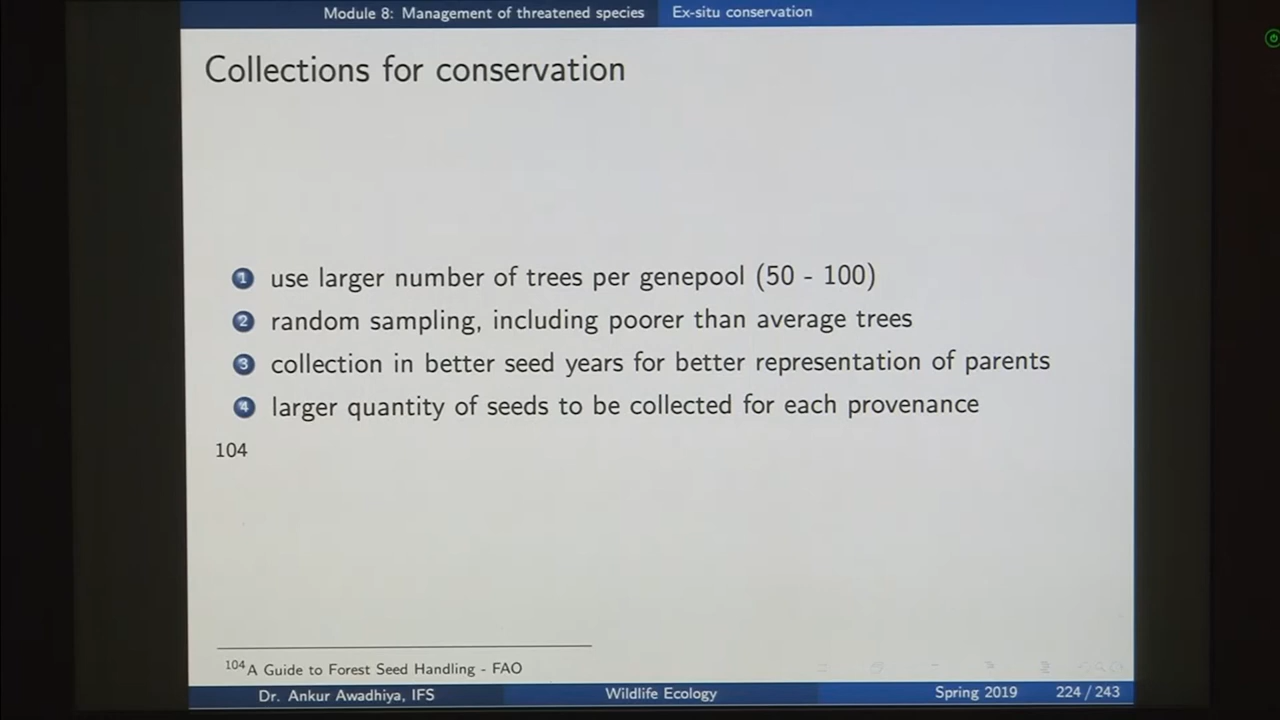 Module 8: Management of threatened species Ex-situ conservation
Collections for conservation
1 use larger number of trees per genepool (50 - 100)
2 random sampling, including poorer than average trees
3 collection in better seed years for better representation of parents
4 larger quantity of seeds to be collected for each provenance
104
104 A Guide to Forest Seed Handling - FAO
Dr. Ankur Awadhiya, IFS Wildlife Ecology Spring 2019 224 / 243